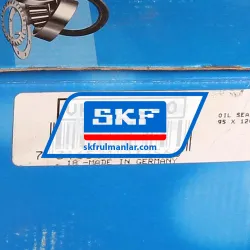 SKF
skfrulmanlar.com
OIL SEA
95 X 12
18 -MADE IN GERMANY